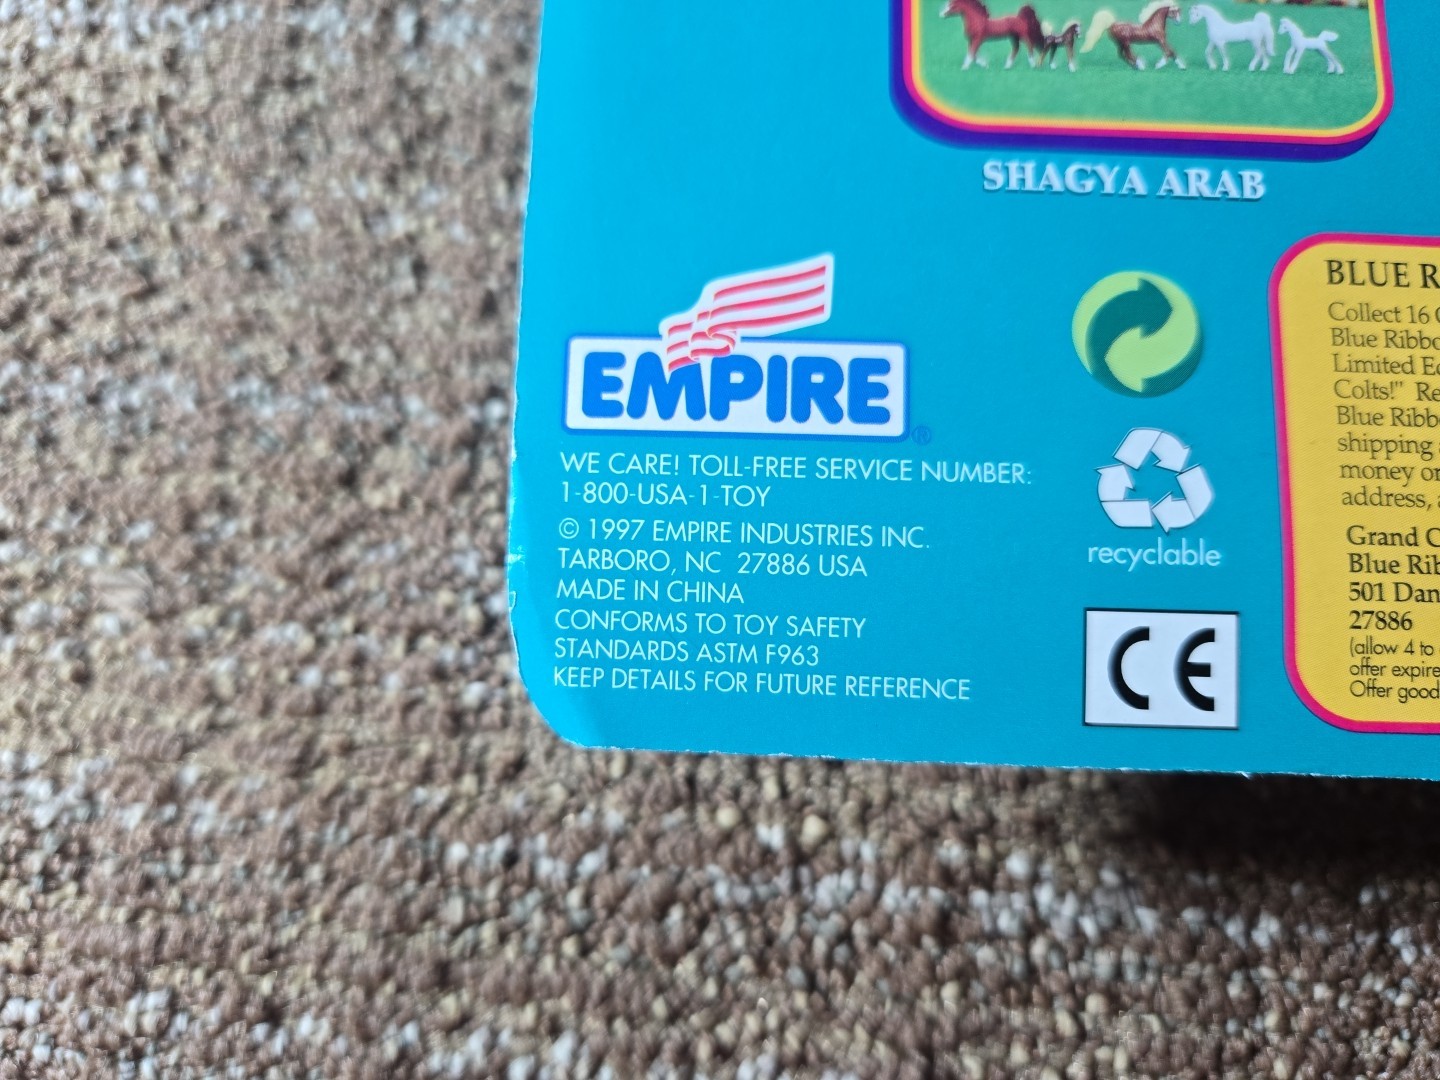 SHAGYA ARAB
EMPIRE
®
WE CARE! TOLL-FREE SERVICE NUMBER:
1-800-USA-1-TOY
© 1997 EMPIRE INDUSTRIES INC.
TARBORO, NC 27886 USA
MADE IN CHINA
CONFORMS TO TOY SAFETY
STANDARDS ASTM F963
KEEP DETAILS FOR FUTURE REFERENCE
recyclable
CE
BLUE R
Collect 16
Blue Ribbo
Limited Ed
Colts!" Re
Blue Ribb
shipping
money or
address,
Grand C
Blue Rib
501 Dan
27886
(allow 4 to
offer expire
Offer good